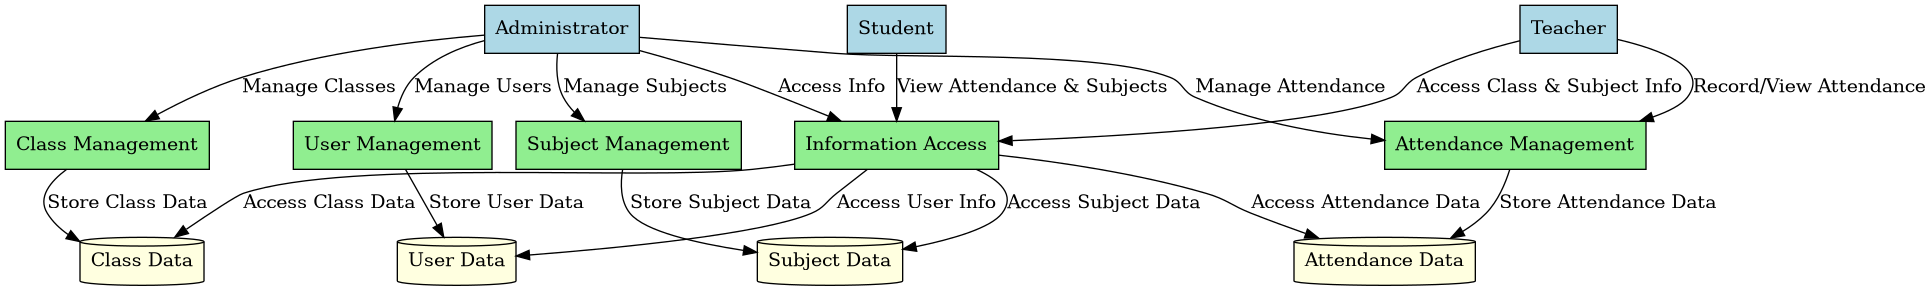 Administrator
Student
Teacher
Manage Classes
Manage Users
Manage Subjects
Access Info
View Attendance & Subjects
Manage Attendance
Access Class & Subject Info
Record/View Attendance
Class Management
User Management
Subject Management
Information Access
Attendance Management
Store Class Data
Access Class Data
Store User Data
Store Subject Data
Access User Info
Access Subject Data
Access Attendance Data
Store Attendance Data
Class Data
User Data
Subject Data
Attendance Data